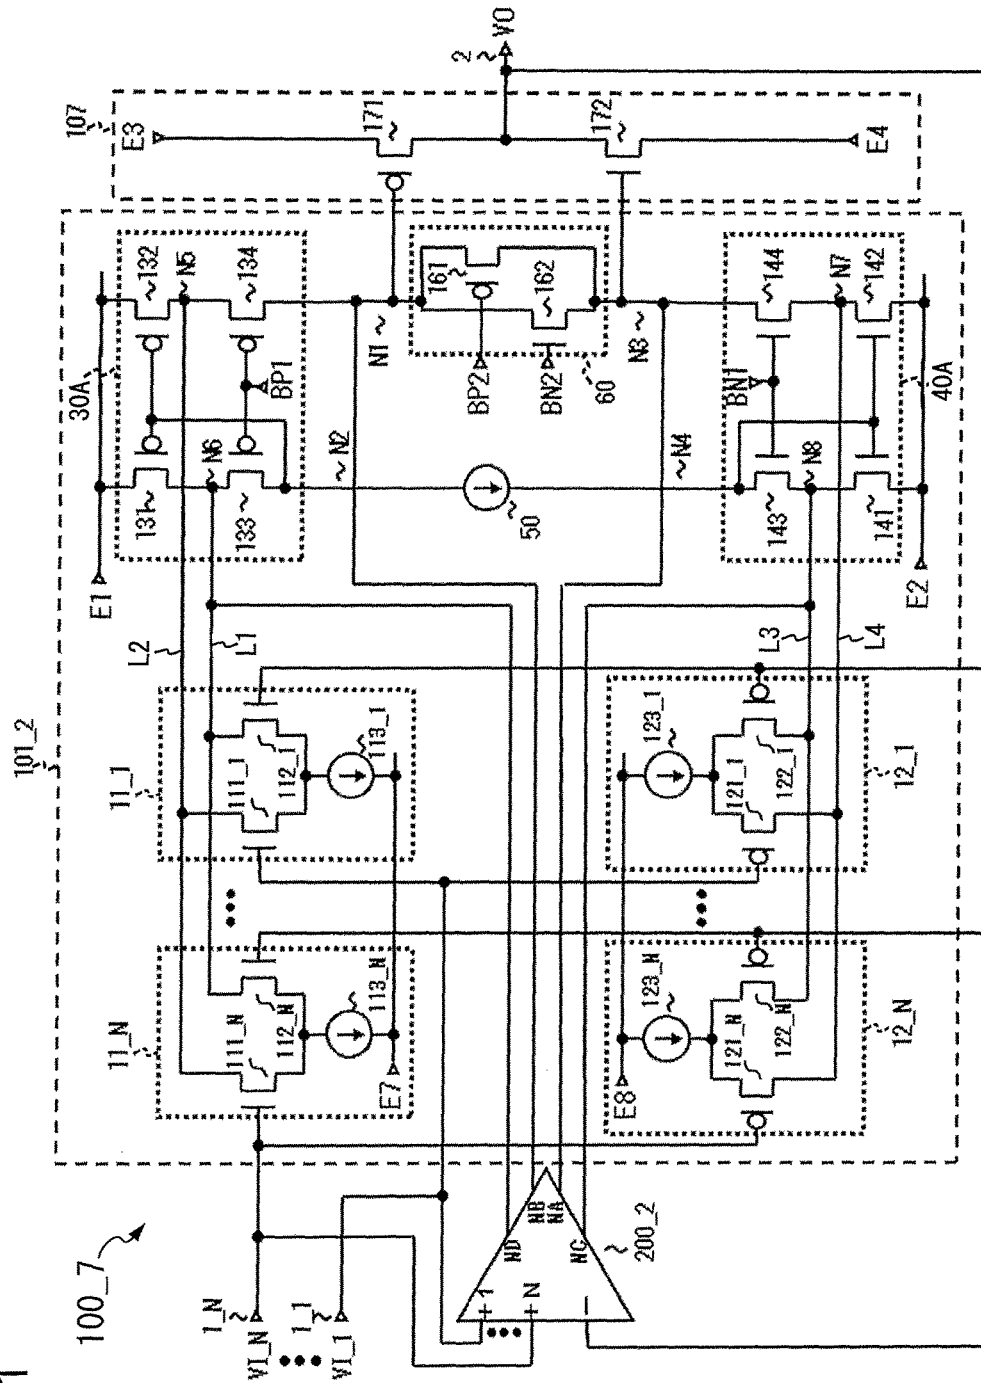 100_7
101_2
107
E3
171
172
E4
2
VO
30A
132
N5
134
131
N6
133
BP1
E1
N1
N2
161
162
BP2
BN2
60
N3
N4
50
144
N7
142
BN1
143
N8
141
40A
E2
L2
L1
L3
L4
11_1
111_1
112_1
113_1
123_1
121_1
122_1
12_1
11_N
111_N
112_N
113_N
E7
E8
123_N
121_N
122_N
12_N
1_N
VI_N
1_1
VI_1
+ 1
+ N
−
ND
NB
NA
NC
200_2